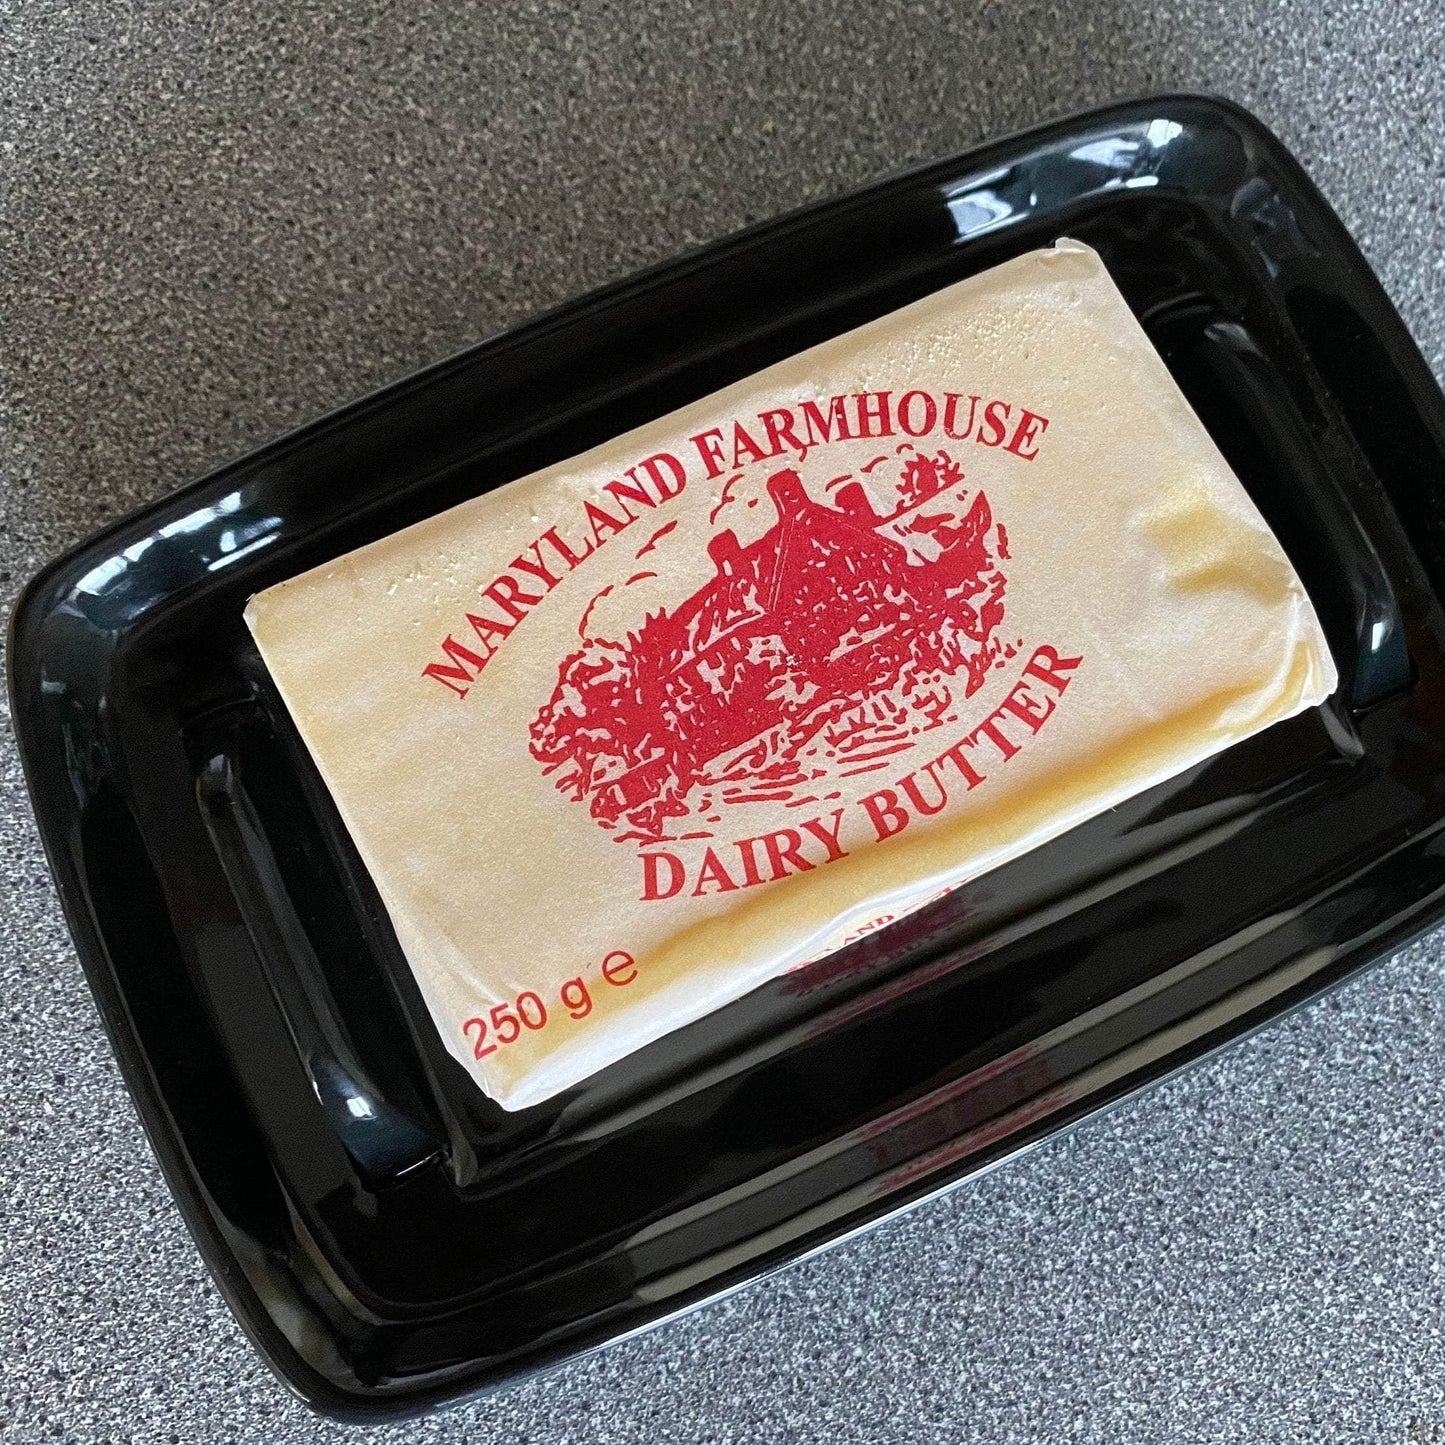 MARYLAND FARMHOUSE
DAIRY BUTTER
250 g ℮